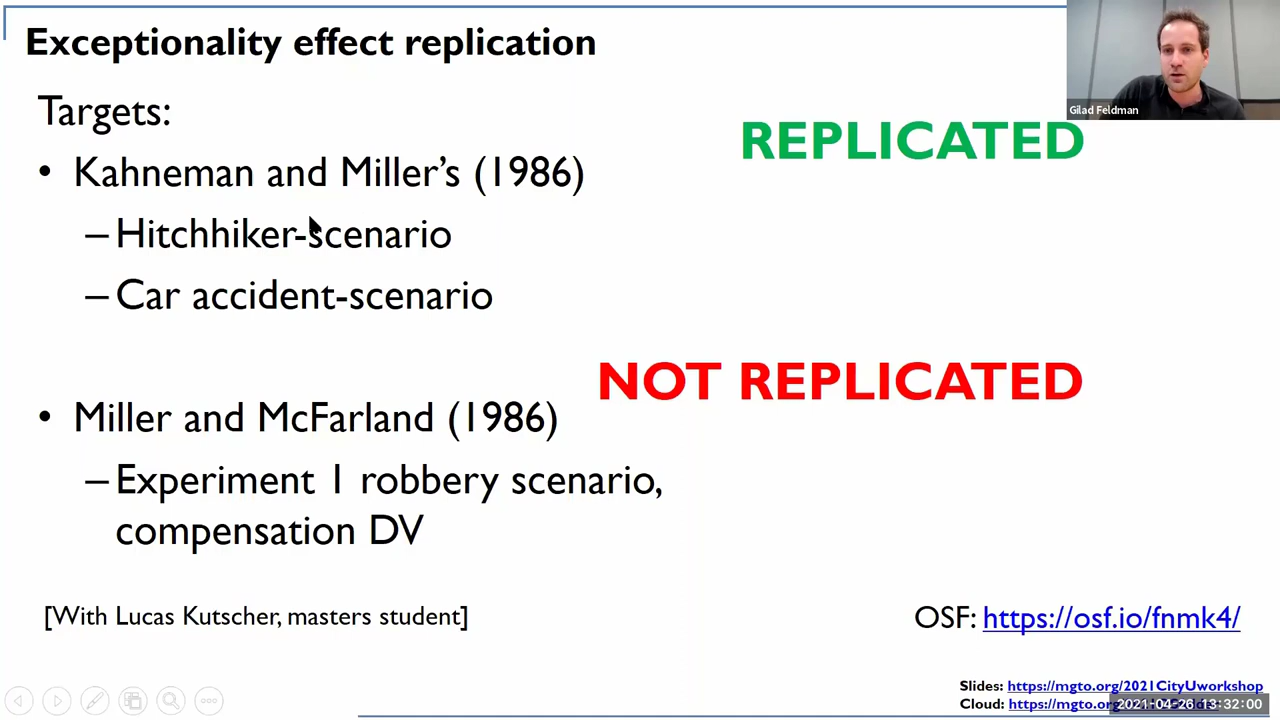 Exceptionality effect replication
Gilad Feldman
Targets:
REPLICATED
• Kahneman and Miller's (1986)
– Hitchhiker-scenario
– Car accident-scenario
NOT REPLICATED
• Miller and McFarland (1986)
– Experiment 1 robbery scenario,
compensation DV
[With Lucas Kutscher, masters student]
OSF: https://osf.io/fnmk4/
Slides: https://mgto.org/2021CityUworkshop
Cloud: https://mgto.org
2021-04-26 13:32:00